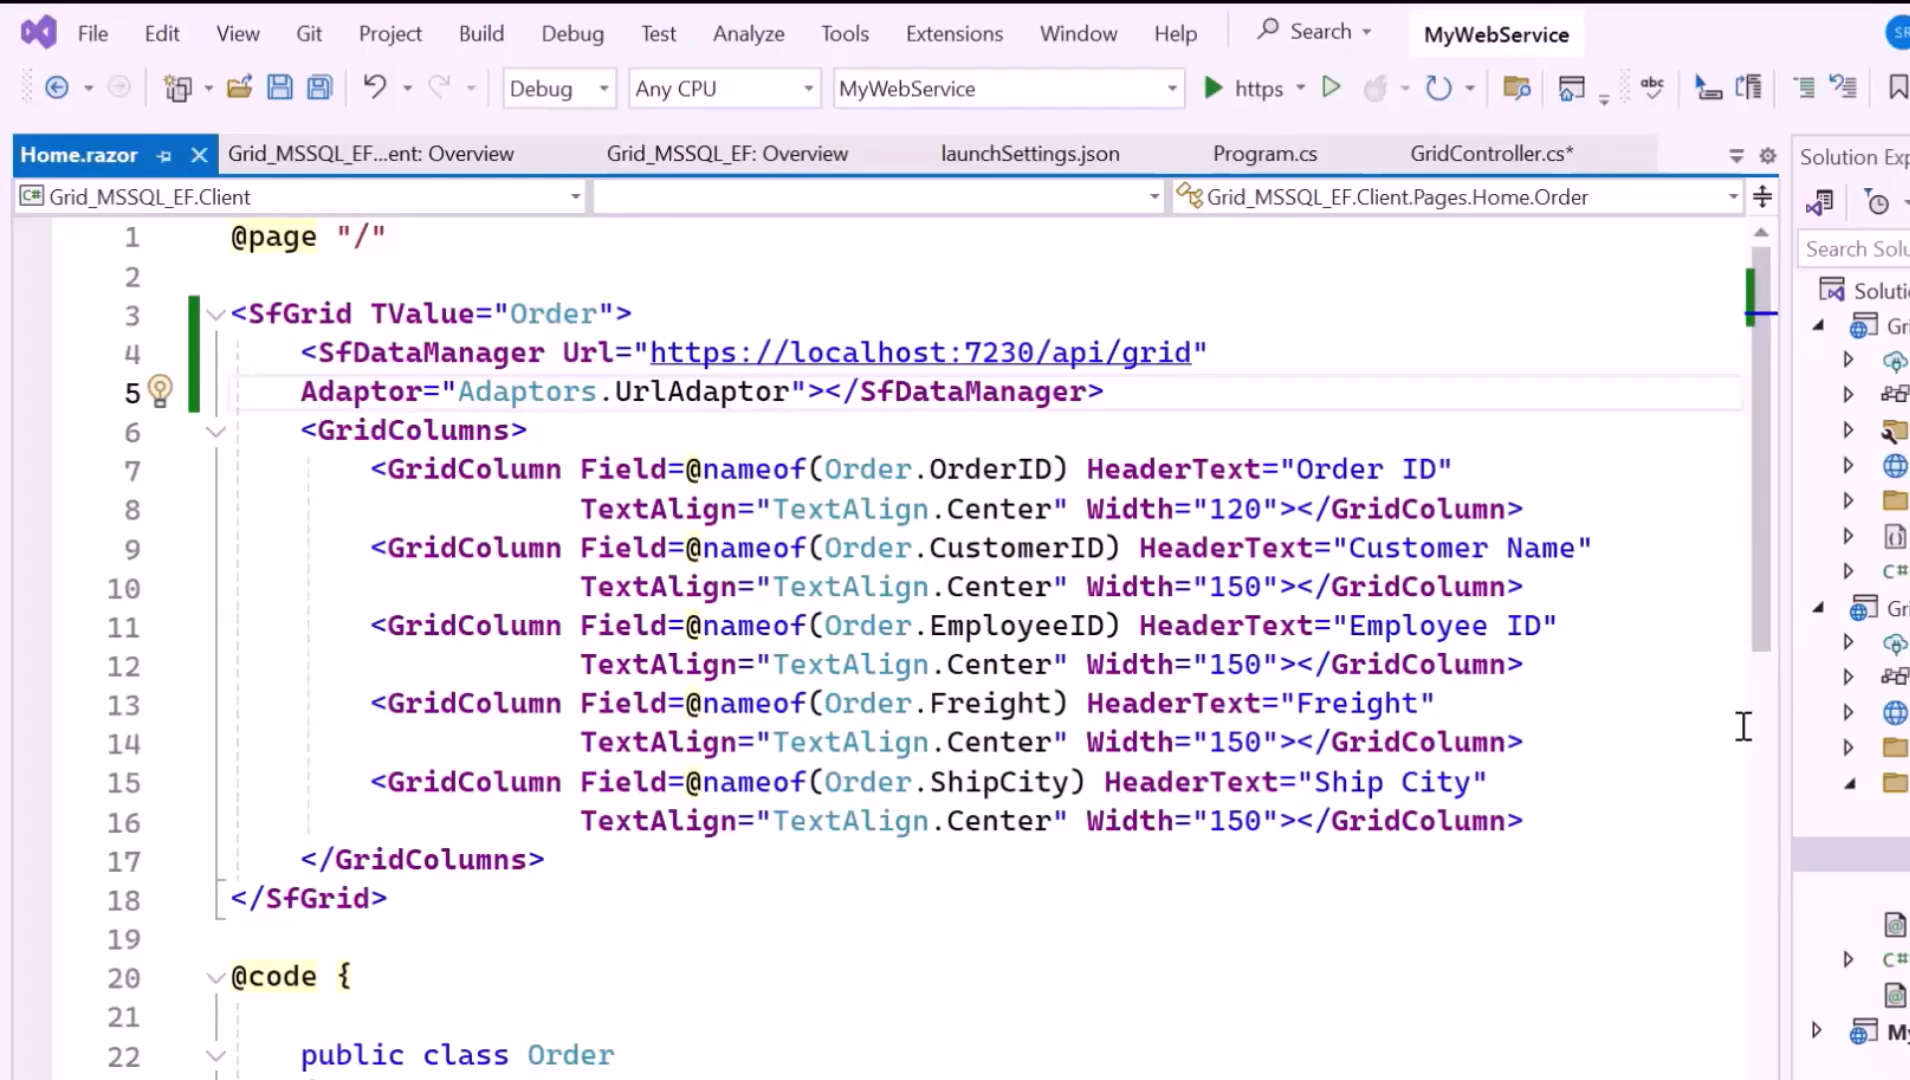 File Edit View Git Project Build Debug Test Analyze Tools Extensions Window Help Search MyWebService SR
Debug Any CPU MyWebService https abc
Home.razor Grid_MSSQL_EF...ent: Overview Grid_MSSQL_EF: Overview launchSettings.json Program.cs GridController.cs* Solution Exp
C# Grid_MSSQL_EF.Client Grid_MSSQL_EF.Client.Pages.Home.Order
Search Solu
Soluti
Gri
Gri
C#
C#
My
1 @page "/"
2
3 <SfGrid TValue="Order">
4 <SfDataManager Url="https://localhost:7230/api/grid"
5 Adaptor="Adaptors.UrlAdaptor"></SfDataManager>
6 <GridColumns>
7 <GridColumn Field=@nameof(Order.OrderID) HeaderText="Order ID"
8 TextAlign="TextAlign.Center" Width="120"></GridColumn>
9 <GridColumn Field=@nameof(Order.CustomerID) HeaderText="Customer Name"
10 TextAlign="TextAlign.Center" Width="150"></GridColumn>
11 <GridColumn Field=@nameof(Order.EmployeeID) HeaderText="Employee ID"
12 TextAlign="TextAlign.Center" Width="150"></GridColumn>
13 <GridColumn Field=@nameof(Order.Freight) HeaderText="Freight"
14 TextAlign="TextAlign.Center" Width="150"></GridColumn>
15 <GridColumn Field=@nameof(Order.ShipCity) HeaderText="Ship City"
16 TextAlign="TextAlign.Center" Width="150"></GridColumn>
17 </GridColumns>
18 </SfGrid>
19
20 @code {
21
22 public class Order